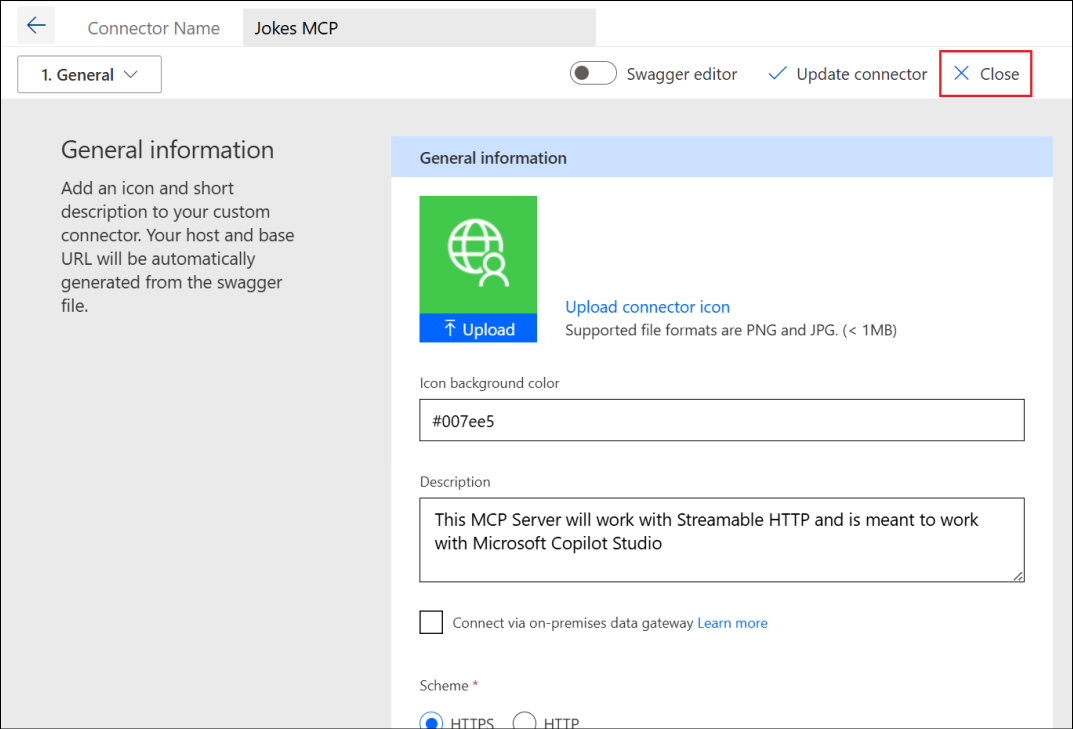 Connector Name
Jokes MCP
1. General
Swagger editor
Update connector
Close
General information
Add an icon and short
description to your custom
connector. Your host and base
URL will be automatically
generated from the swagger
file.
General information
Upload
Upload connector icon
Supported file formats are PNG and JPG. (< 1MB)
Icon background color
#007ee5
Description
This MCP Server will work with Streamable HTTP and is meant to work
with Microsoft Copilot Studio
Connect via on-premises data gateway Learn more
Scheme *
HTTPS HTTP